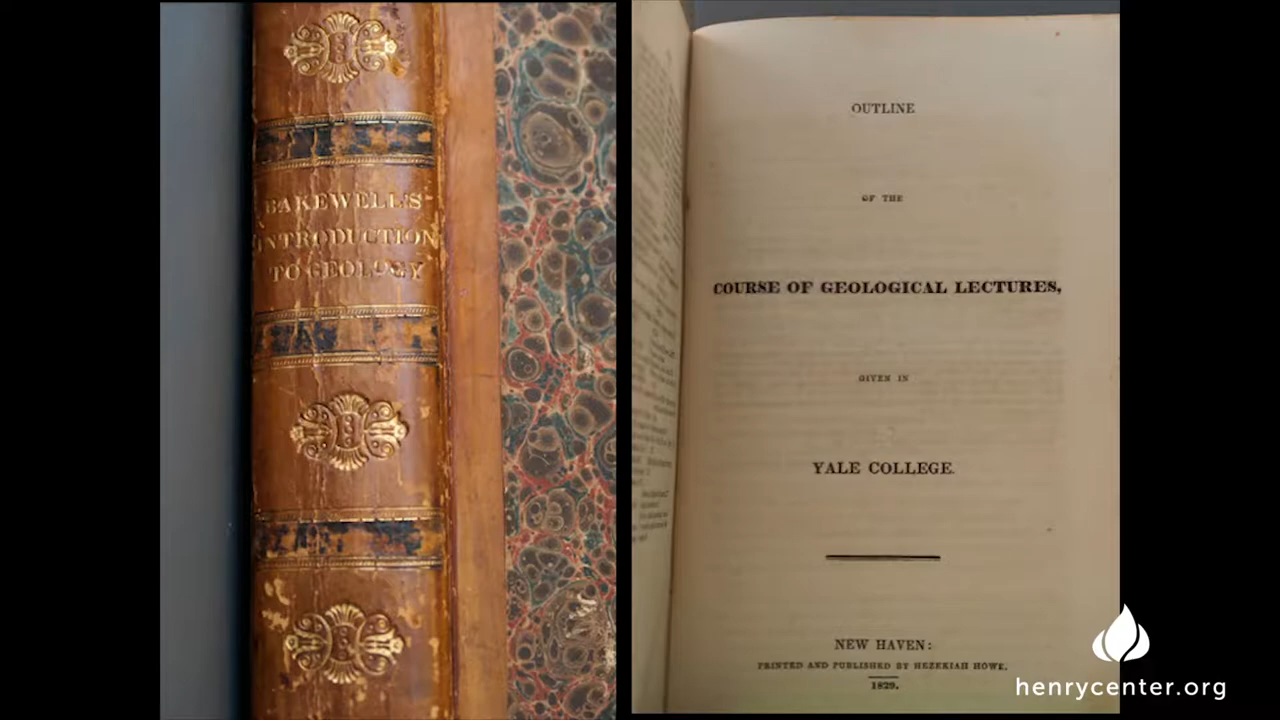 BAKEWELL'S
INTRODUCTION
TO GEOLOGY
OUTLINE
OF THE
COURSE OF GEOLOGICAL LECTURES,
GIVEN IN
YALE COLLEGE.
NEW HAVEN:
PRINTED AND PUBLISHED BY HEZEKIAH HOWE.
1829.
henrycenter.org